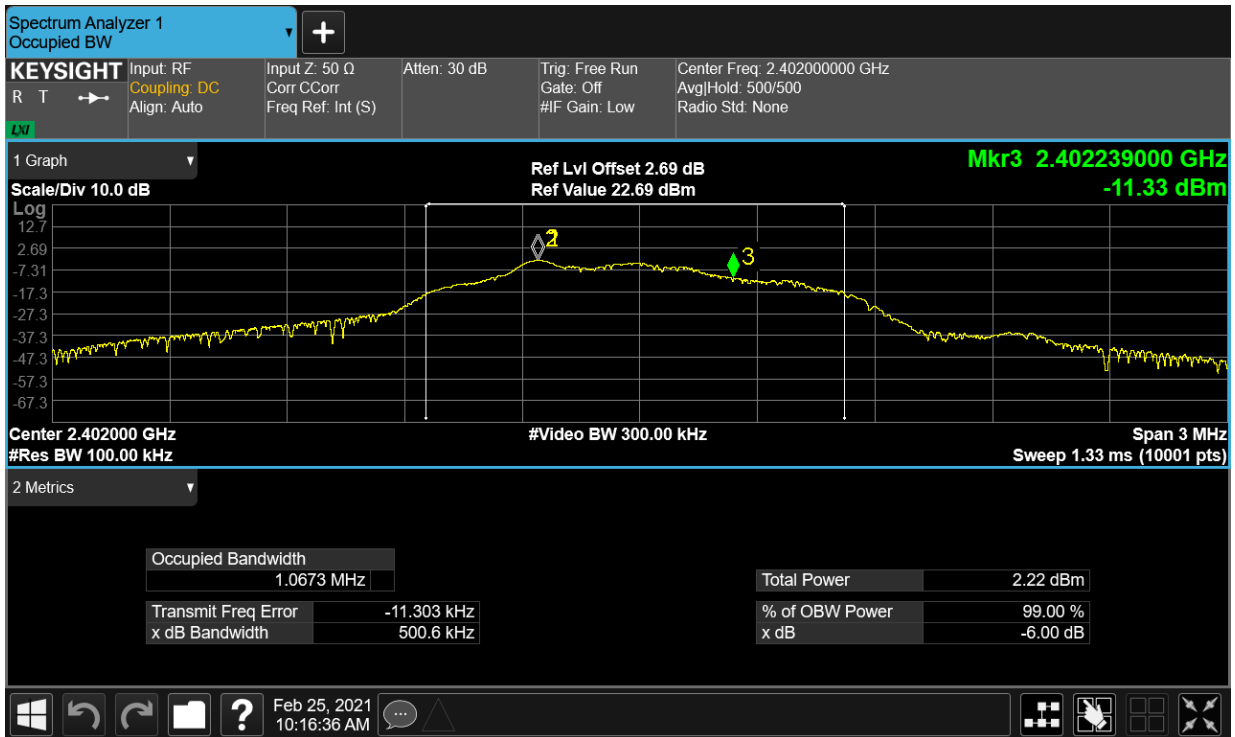 Spectrum Analyzer 1
Occupied BW
KEYSIGHT
R T
LXI
Input: RF
Coupling: DC
Align: Auto
Input Z: 50 Ω
Corr CCorr
Freq Ref: Int (S)
Atten: 30 dB
Trig: Free Run
Gate: Off
#IF Gain: Low
Center Freq: 2.402000000 GHz
Avg|Hold: 500/500
Radio Std: None
1 Graph
Scale/Div 10.0 dB
Ref Lvl Offset 2.69 dB
Ref Value 22.69 dBm
Mkr3 2.402239000 GHz
-11.33 dBm
Log
12.7
2.69
-7.31
-17.3
-27.3
-37.3
-47.3
-57.3
-67.3
3
Center 2.402000 GHz
#Video BW 300.00 kHz
Span 3 MHz
#Res BW 100.00 kHz
Sweep 1.33 ms (10001 pts)
2 Metrics
Occupied Bandwidth
1.0673 MHz
Total Power 2.22 dBm
Transmit Freq Error -11.303 kHz
% of OBW Power 99.00 %
x dB Bandwidth 500.6 kHz
x dB -6.00 dB
?
Feb 25, 2021
10:16:36 AM